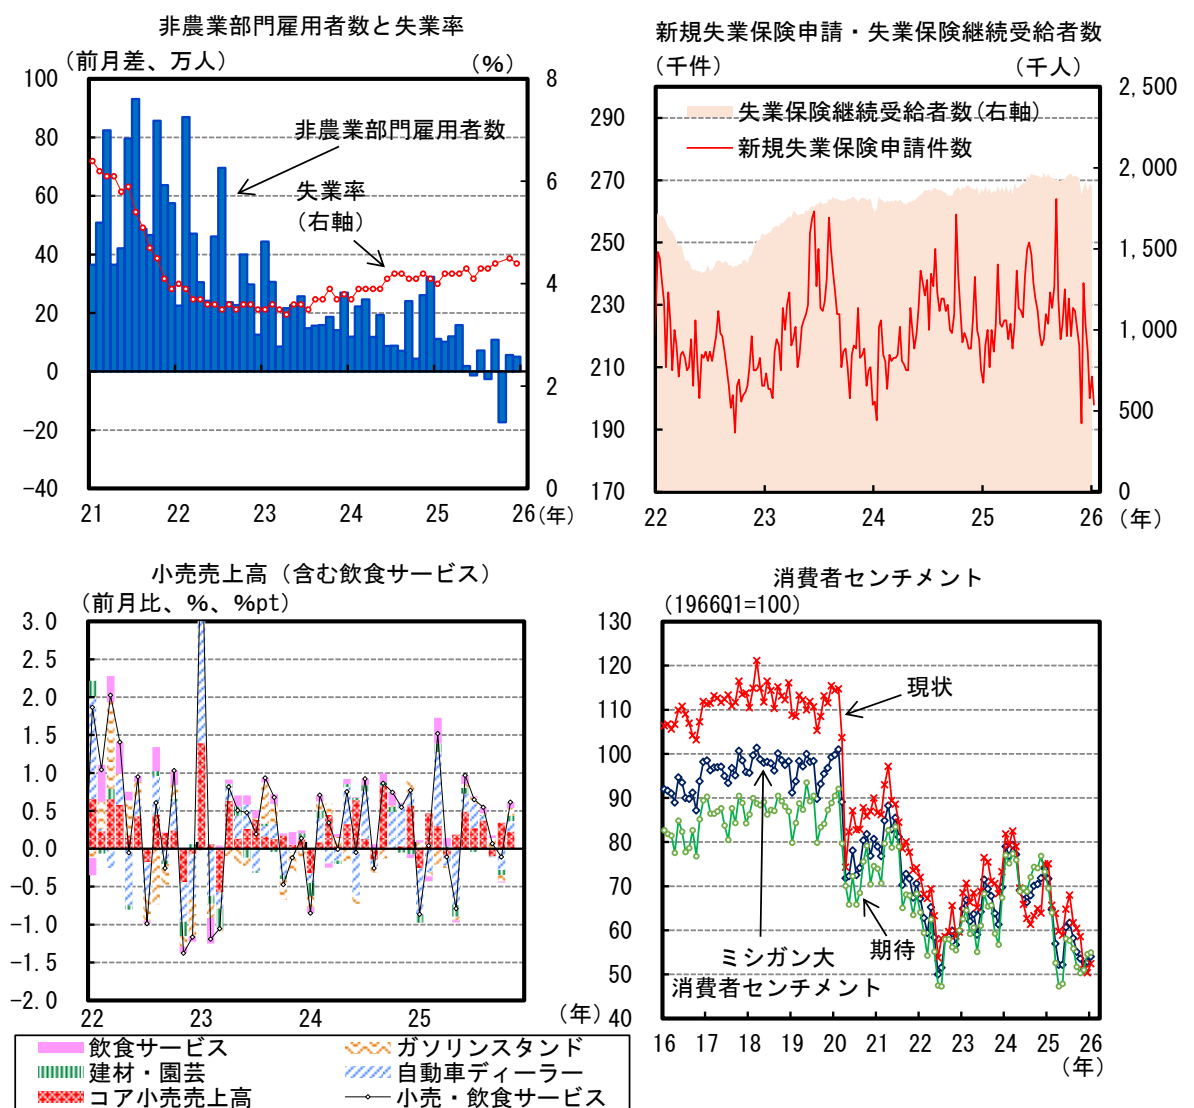 非農業部門雇用者数と失業率
(前月差、万人)
(%)
100
80
60
40
20
0
-20
-40
8
6
4
2
0
非農業部門雇用者数
失業率
(右軸)
21
22
23
24
25
26
(年)
新規失業保険申請・失業保険継続受給者数
(千件)
(千人)
290
270
250
230
210
190
170
2,500
2,000
1,500
1,000
500
0
失業保険継続受給者数(右軸)
新規失業保険申請件数
22
23
24
25
26
(年)
小売売上高(含む飲食サービス)
(前月比、%、%pt)
3.0
2.5
2.0
1.5
1.0
0.5
0.0
-0.5
-1.0
-1.5
-2.0
22
23
24
25
(年)
飲食サービス
ガソリンスタンド
建材・園芸
自動車ディーラー
コア小売売上高
小売・飲食サービス
消費者センチメント
(1966Q1=100)
130
120
110
100
90
80
70
60
50
40
現状
期待
ミシガン大
消費者センチメント
16
17
18
19
20
21
22
23
24
25
26
(年)